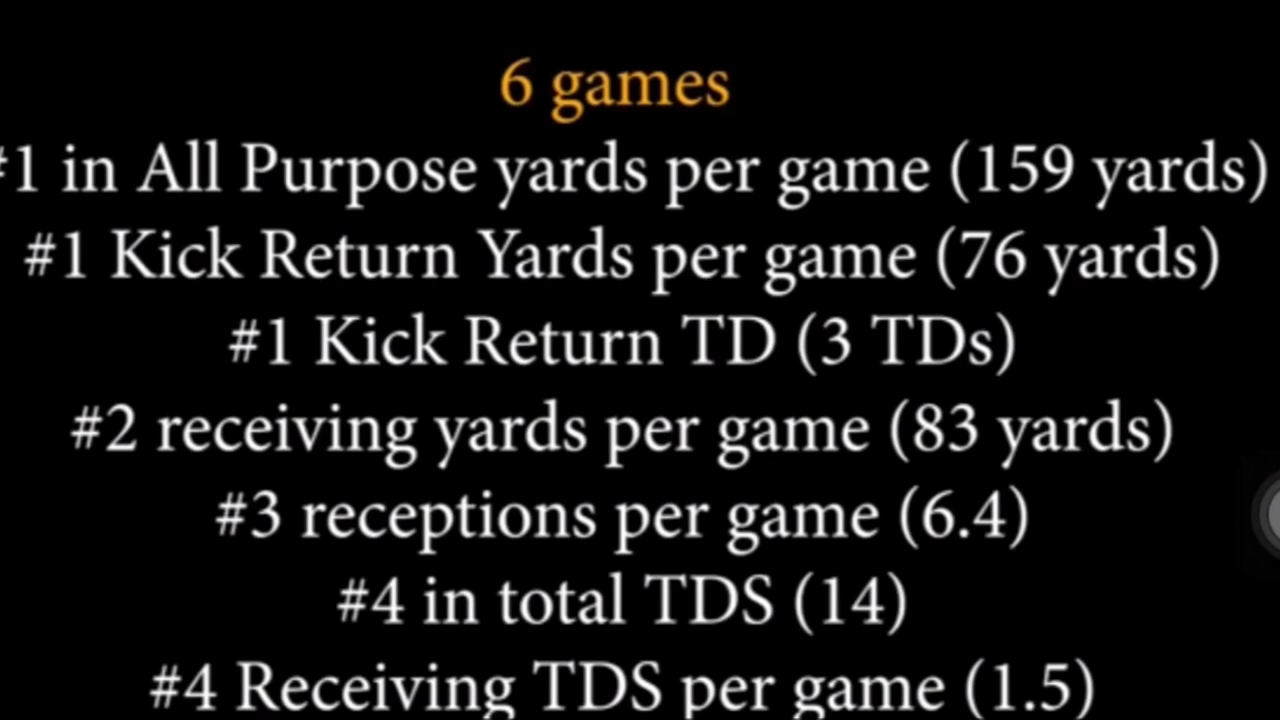 6 games
#1 in All Purpose yards per game (159 yards)
#1 Kick Return Yards per game (76 yards)
#1 Kick Return TD (3 TDs)
#2 receiving yards per game (83 yards)
#3 receptions per game (6.4)
#4 in total TDS (14)
#4 Receiving TDS per game (1.5)